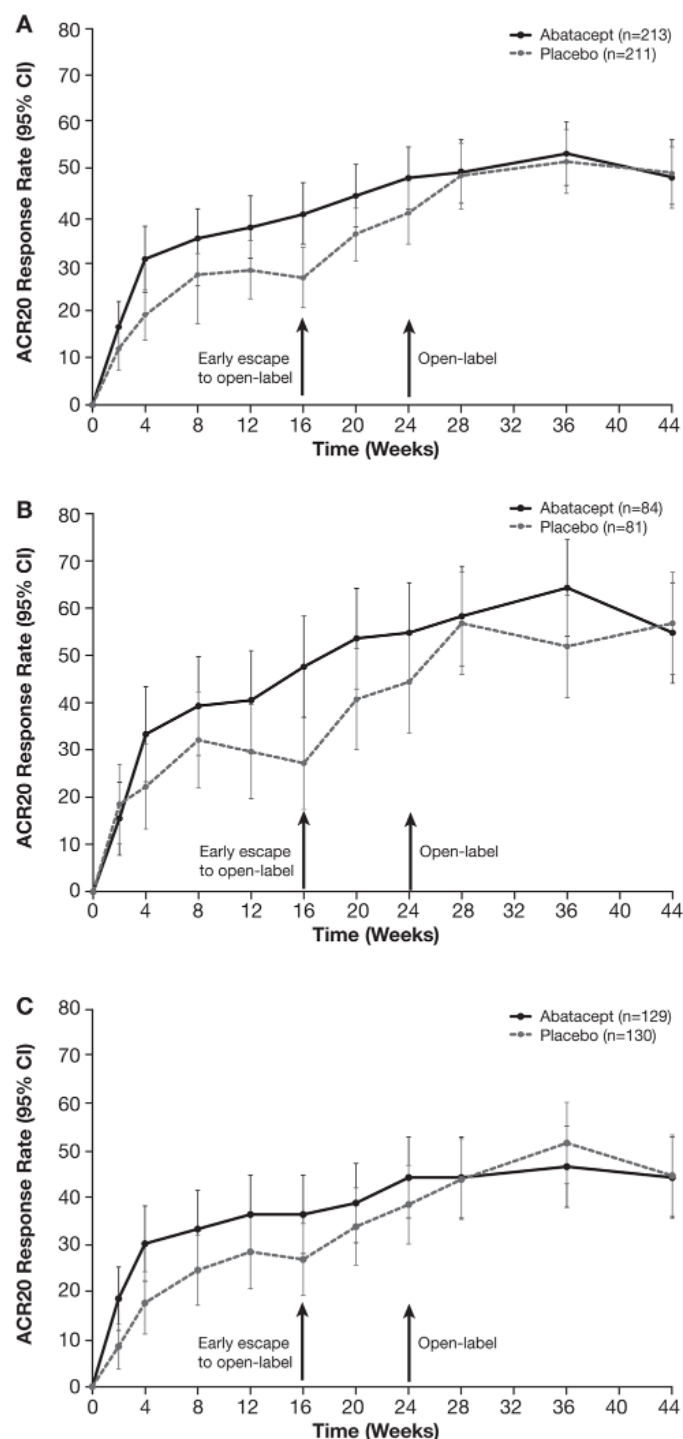 A
80
70
60
50
40
30
20
10
0
ACR20 Response Rate (95% CI)
Abatacept (n=213)
Placebo (n=211)
Early escape
to open-label
Open-label
0 4 8 12 16 20 24 28 32 36 40 44
Time (Weeks)
B
80
70
60
50
40
30
20
10
0
ACR20 Response Rate (95% CI)
Abatacept (n=84)
Placebo (n=81)
Early escape
to open-label
Open-label
0 4 8 12 16 20 24 28 32 36 40 44
Time (Weeks)
C
80
70
60
50
40
30
20
10
0
ACR20 Response Rate (95% CI)
Abatacept (n=129)
Placebo (n=130)
Early escape
to open-label
Open-label
0 4 8 12 16 20 24 28 32 36 40 44
Time (Weeks)